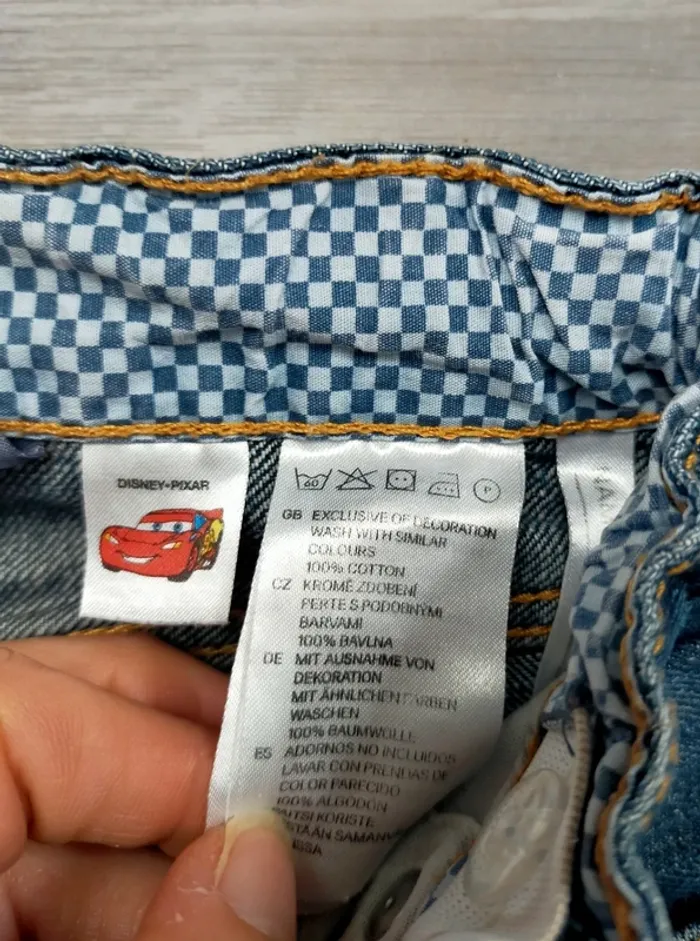 DISNEY•PIXAR
60
P
GB EXCLUSIVE OF DECORATION
WASH WITH SIMILAR
COLOURS
100% COTTON
CZ KROMĚ ZDOBENÍ
PERTE S PODOBNÝMI
BARVAMI
100% BAVLNA
DE MIT AUSNAHME VON
DEKORATION
MIT ÄHNLICHEN FARBEN
WASCHEN
100% BAUMWOLLE
ES ADORNOS NO INCLUIDOS
LAVAR CON PRENDAS DE
COLOR PARECIDO
100% ALGODÓN
KORISTE